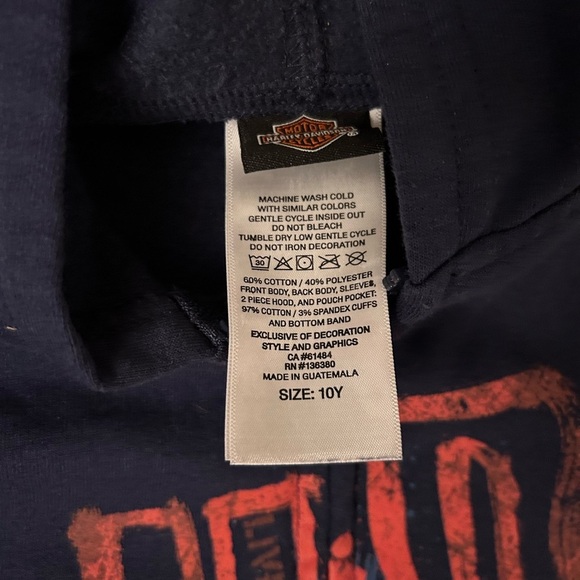 MOTOR
HARLEY-DAVIDSON
CYCLES
MACHINE WASH COLD
WITH SIMILAR COLORS
GENTLE CYCLE INSIDE OUT
DO NOT BLEACH
TUMBLE DRY LOW GENTLE CYCLE
DO NOT IRON DECORATION
30
60% COTTON / 40% POLYESTER
FRONT BODY, BACK BODY, SLEEVES,
2 PIECE HOOD, AND POUCH POCKET:
97% COTTON / 3% SPANDEX CUFFS
AND BOTTOM BAND
EXCLUSIVE OF DECORATION
STYLE AND GRAPHICS
CA #61484
RN #136380
MADE IN GUATEMALA
SIZE: 10Y